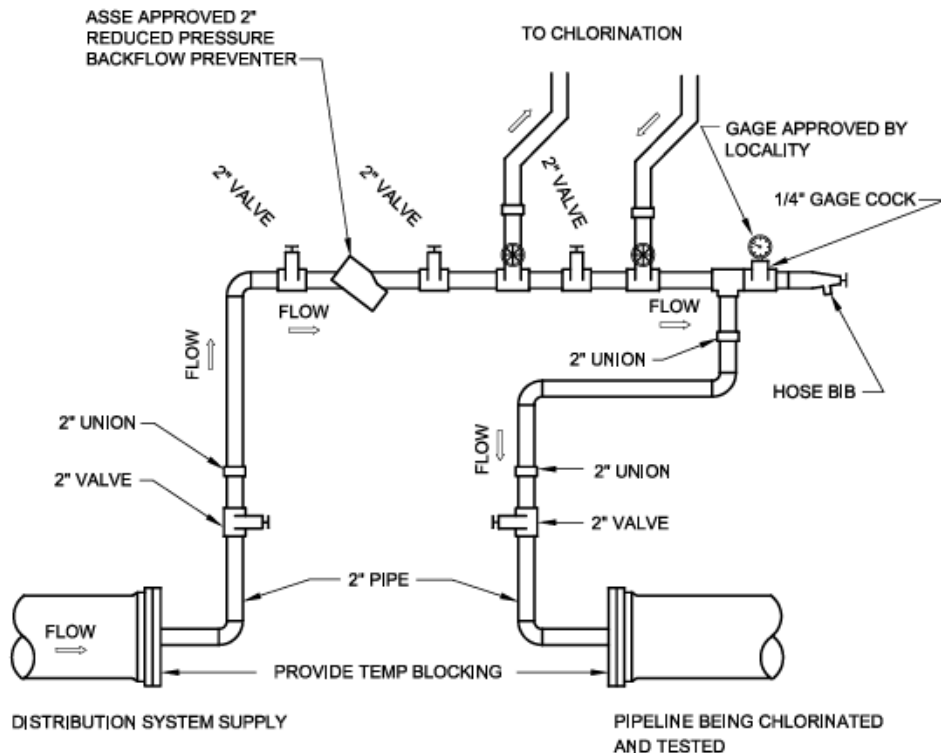 ASSE APPROVED 2"
REDUCED PRESSURE
BACKFLOW PREVENTER
TO CHLORINATION
GAGE APPROVED BY
LOCALITY
1/4" GAGE COCK
2" VALVE
2" VALVE
2" VALVE
FLOW
FLOW
FLOW
2" UNION
HOSE BIB
2" UNION
FLOW
2" UNION
2" VALVE
2" VALVE
2" PIPE
FLOW
PROVIDE TEMP BLOCKING
DISTRIBUTION SYSTEM SUPPLY
PIPELINE BEING CHLORINATED
AND TESTED